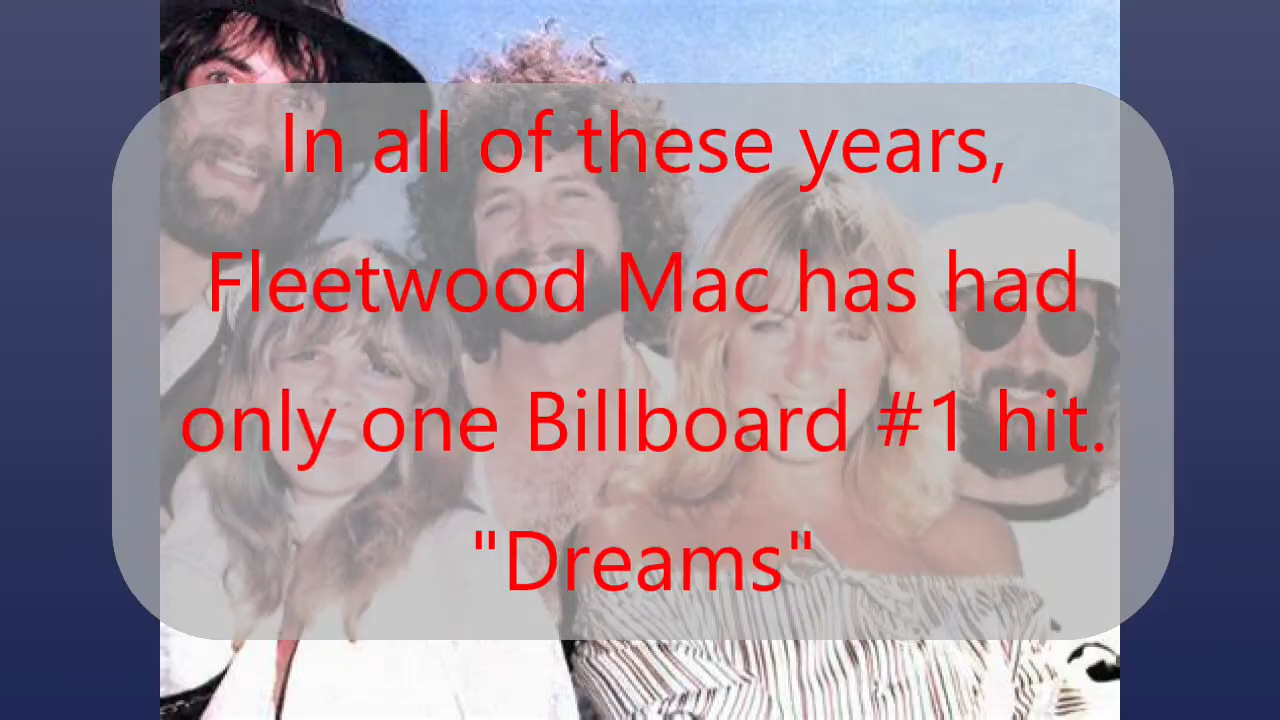 In all of these years,
Fleetwood Mac has had
only one Billboard #1 hit.
"Dreams"